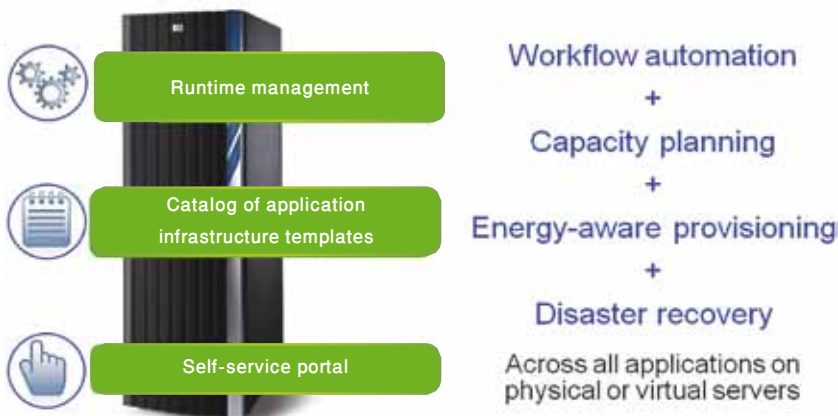 Runtime management
Catalog of application
infrastructure templates
Self-service portal
Workflow automation
+
Capacity planning
+
Energy-aware provisioning
+
Disaster recovery
Across all applications on
physical or virtual servers